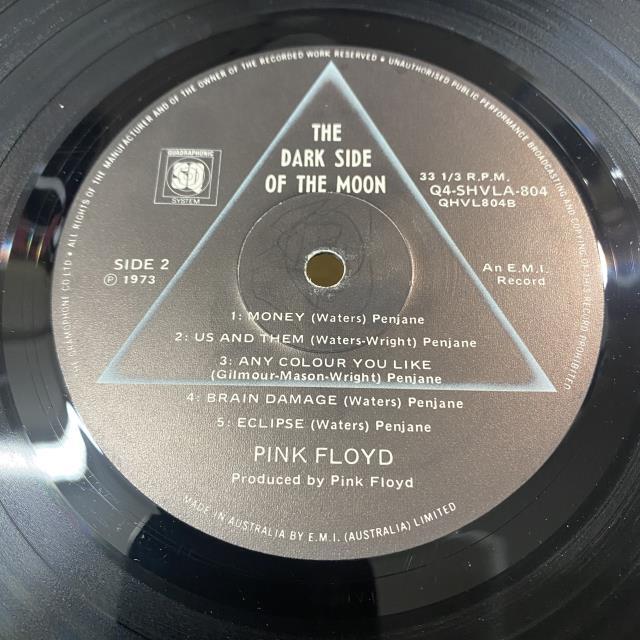 ALL RIGHTS OF THE MANUFACTURER AND OF THE OWNER OF THE RECORDED WORK RESERVED • UNAUTHORISED PUBLIC PERFORMANCE BROADCASTING AND COPYING OF THIS RECORD PROHIBITED
GRAMOPHONE CO LTD •
THE
DARK SIDE
OF THE MOON
QUADRAPHONIC
SQ
SYSTEM
33 1/3 R.P.M.
Q4-SHVLA-804
QHVL804B
SIDE 2
Ⓟ 1973
An E.M.I.
Record
1: MONEY (Waters) Penjane
2: US AND THEM (Waters-Wright) Penjane
3: ANY COLOUR YOU LIKE
(Gilmour-Mason-Wright) Penjane
4: BRAIN DAMAGE (Waters) Penjane
5: ECLIPSE (Waters) Penjane
PINK FLOYD
Produced by Pink Floyd
MADE IN AUSTRALIA BY E.M.I. (AUSTRALIA) LIMITED